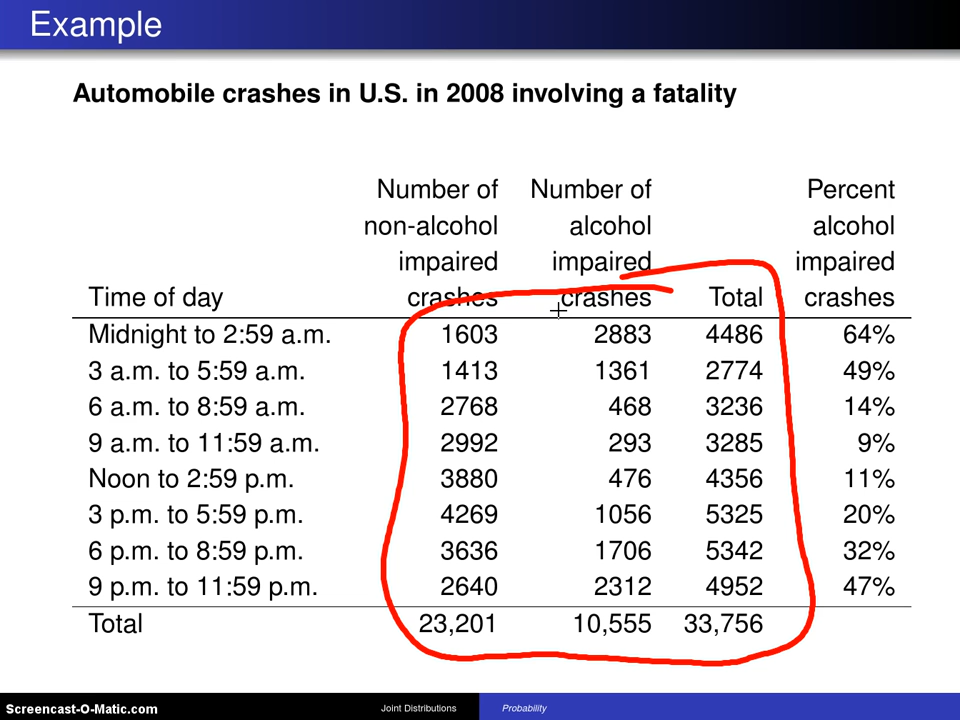 Example
Automobile crashes in U.S. in 2008 involving a fatality
Number of Number of Percent
non-alcohol alcohol alcohol
impaired impaired impaired
Time of day crashes crashes Total crashes
Midnight to 2:59 a.m. 1603 2883 4486 64%
3 a.m. to 5:59 a.m. 1413 1361 2774 49%
6 a.m. to 8:59 a.m. 2768 468 3236 14%
9 a.m. to 11:59 a.m. 2992 293 3285 9%
Noon to 2:59 p.m. 3880 476 4356 11%
3 p.m. to 5:59 p.m. 4269 1056 5325 20%
6 p.m. to 8:59 p.m. 3636 1706 5342 32%
9 p.m. to 11:59 p.m. 2640 2312 4952 47%
Total 23,201 10,555 33,756
Screencast-O-Matic.com Joint Distributions Probability